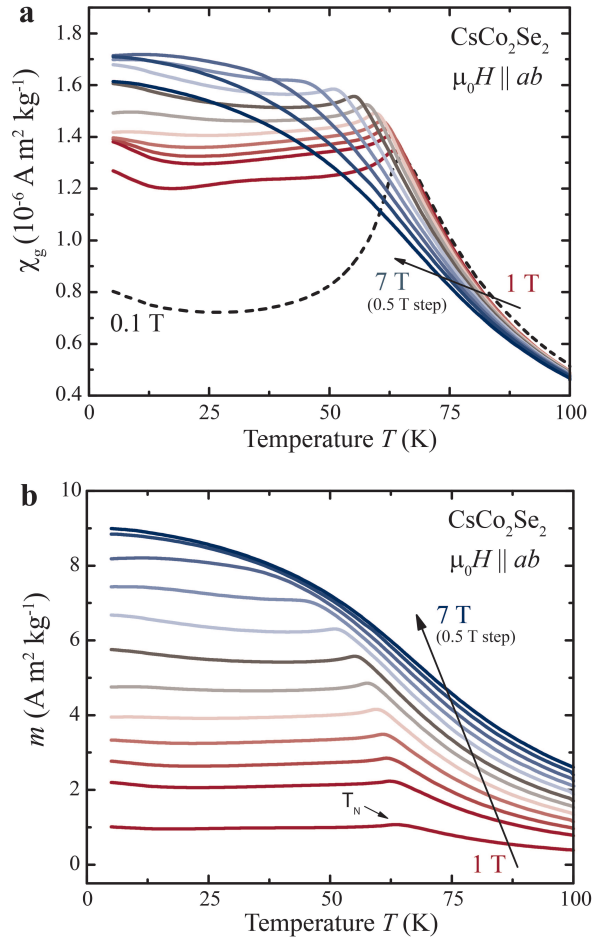 a
CsCo₂Se₂
μ₀H || ab
χg (10⁻⁶ A m² kg⁻¹)
1.8
1.6
1.4
1.2
1.0
0.8
0.6
0.4
0.1 T
7 T
(0.5 T step)
1 T
0 25 50 75 100
Temperature T (K)
b
CsCo₂Se₂
μ₀H || ab
m (A m² kg⁻¹)
10
8
6
4
2
0
7 T
(0.5 T step)
T_N
1 T
0 25 50 75 100
Temperature T (K)